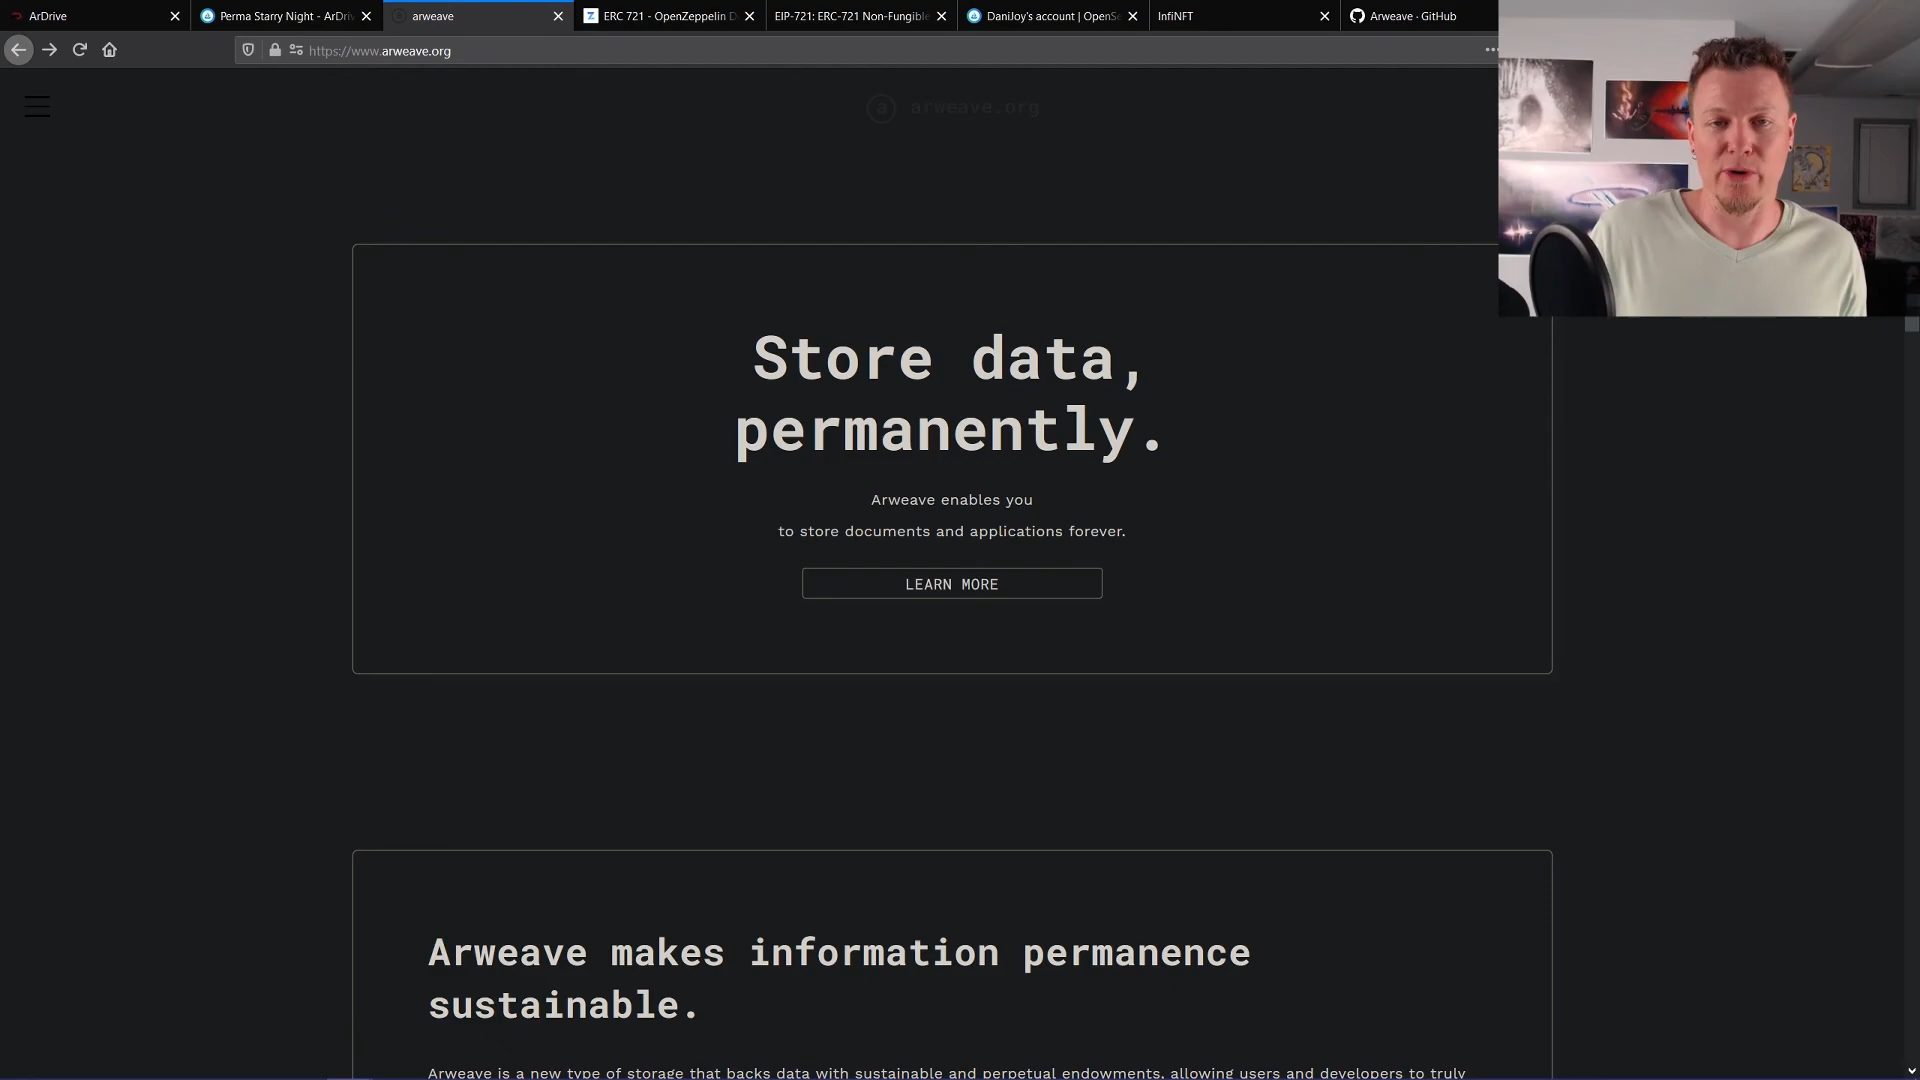 ArDrive
Perma Starry Night - ArDri
arweave
ERC 721 - OpenZeppelin D
EIP-721: ERC-721 Non-Fungible
DaniJoy's account | OpenSe
InfiNFT
Arweave · GitHub
https://www.arweave.org
arweave.org
Store data,
permanently.
Arweave enables you
to store documents and applications forever.
LEARN MORE
Arweave makes information permanence
sustainable.
Arweave is a new type of storage that backs data with sustainable and perpetual endowments, allowing users and developers to truly